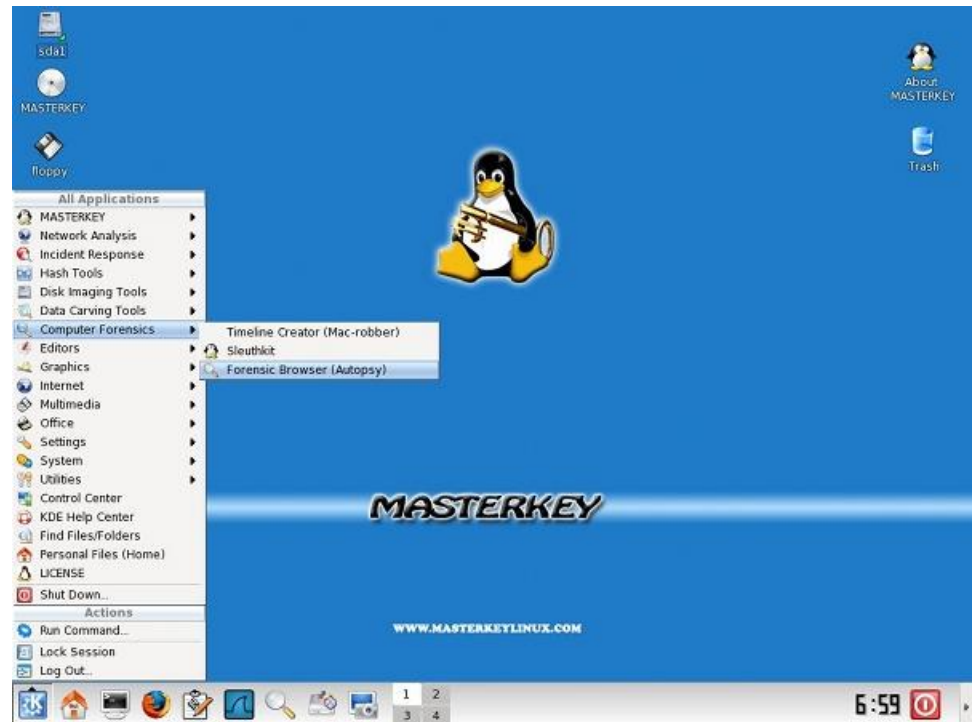 sda1
MASTERKEY
floppy
About
MASTERKEY
Trash
All Applications
MASTERKEY
Network Analysis
Incident Response
Hash Tools
Disk Imaging Tools
Data Carving Tools
Computer Forensics
Editors
Graphics
Internet
Multimedia
Office
Settings
System
Utilities
Control Center
KDE Help Center
Find Files/Folders
Personal Files (Home)
LICENSE
Shut Down...
Actions
Run Command...
Lock Session
Log Out...
Timeline Creator (Mac-robber)
Sleuthkit
Forensic Browser (Autopsy)
MASTERKEY
WWW.MASTERKEYLINUX.COM
1 2
3 4
6:59